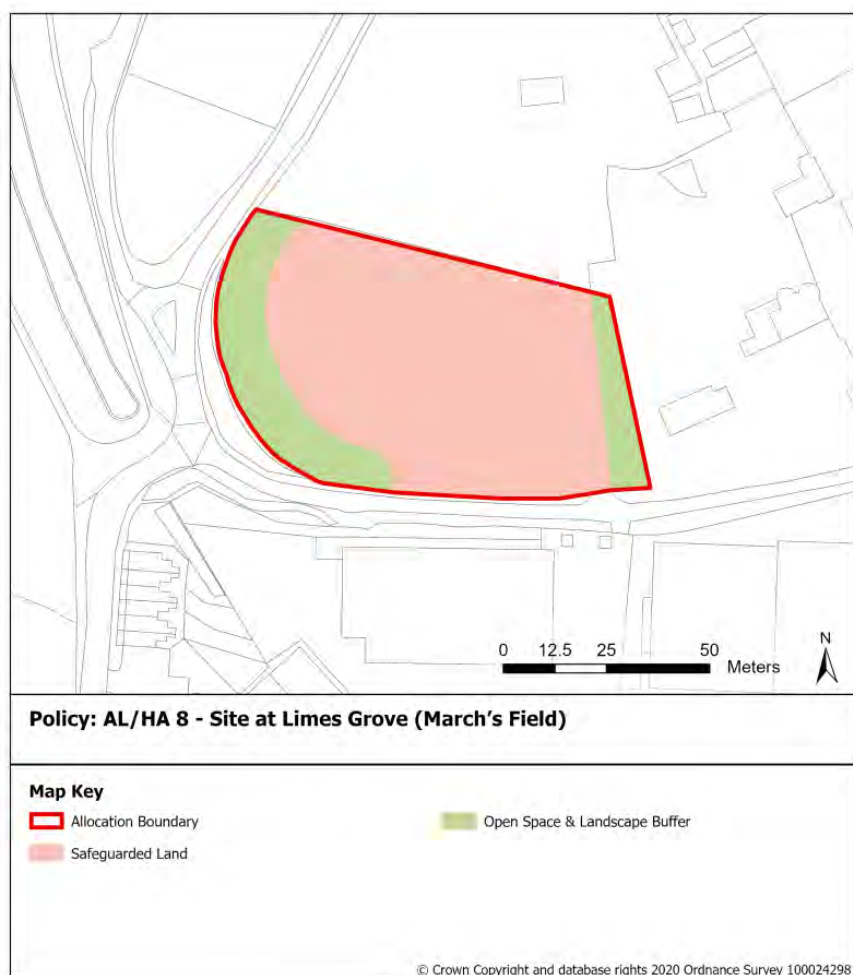 N
0 12.5 25 50
Meters
Policy: AL/HA 8 - Site at Limes Grove (March's Field)
Map Key
Allocation Boundary
Open Space & Landscape Buffer
Safeguarded Land
© Crown Copyright and database rights 2020 Ordnance Survey 100024298